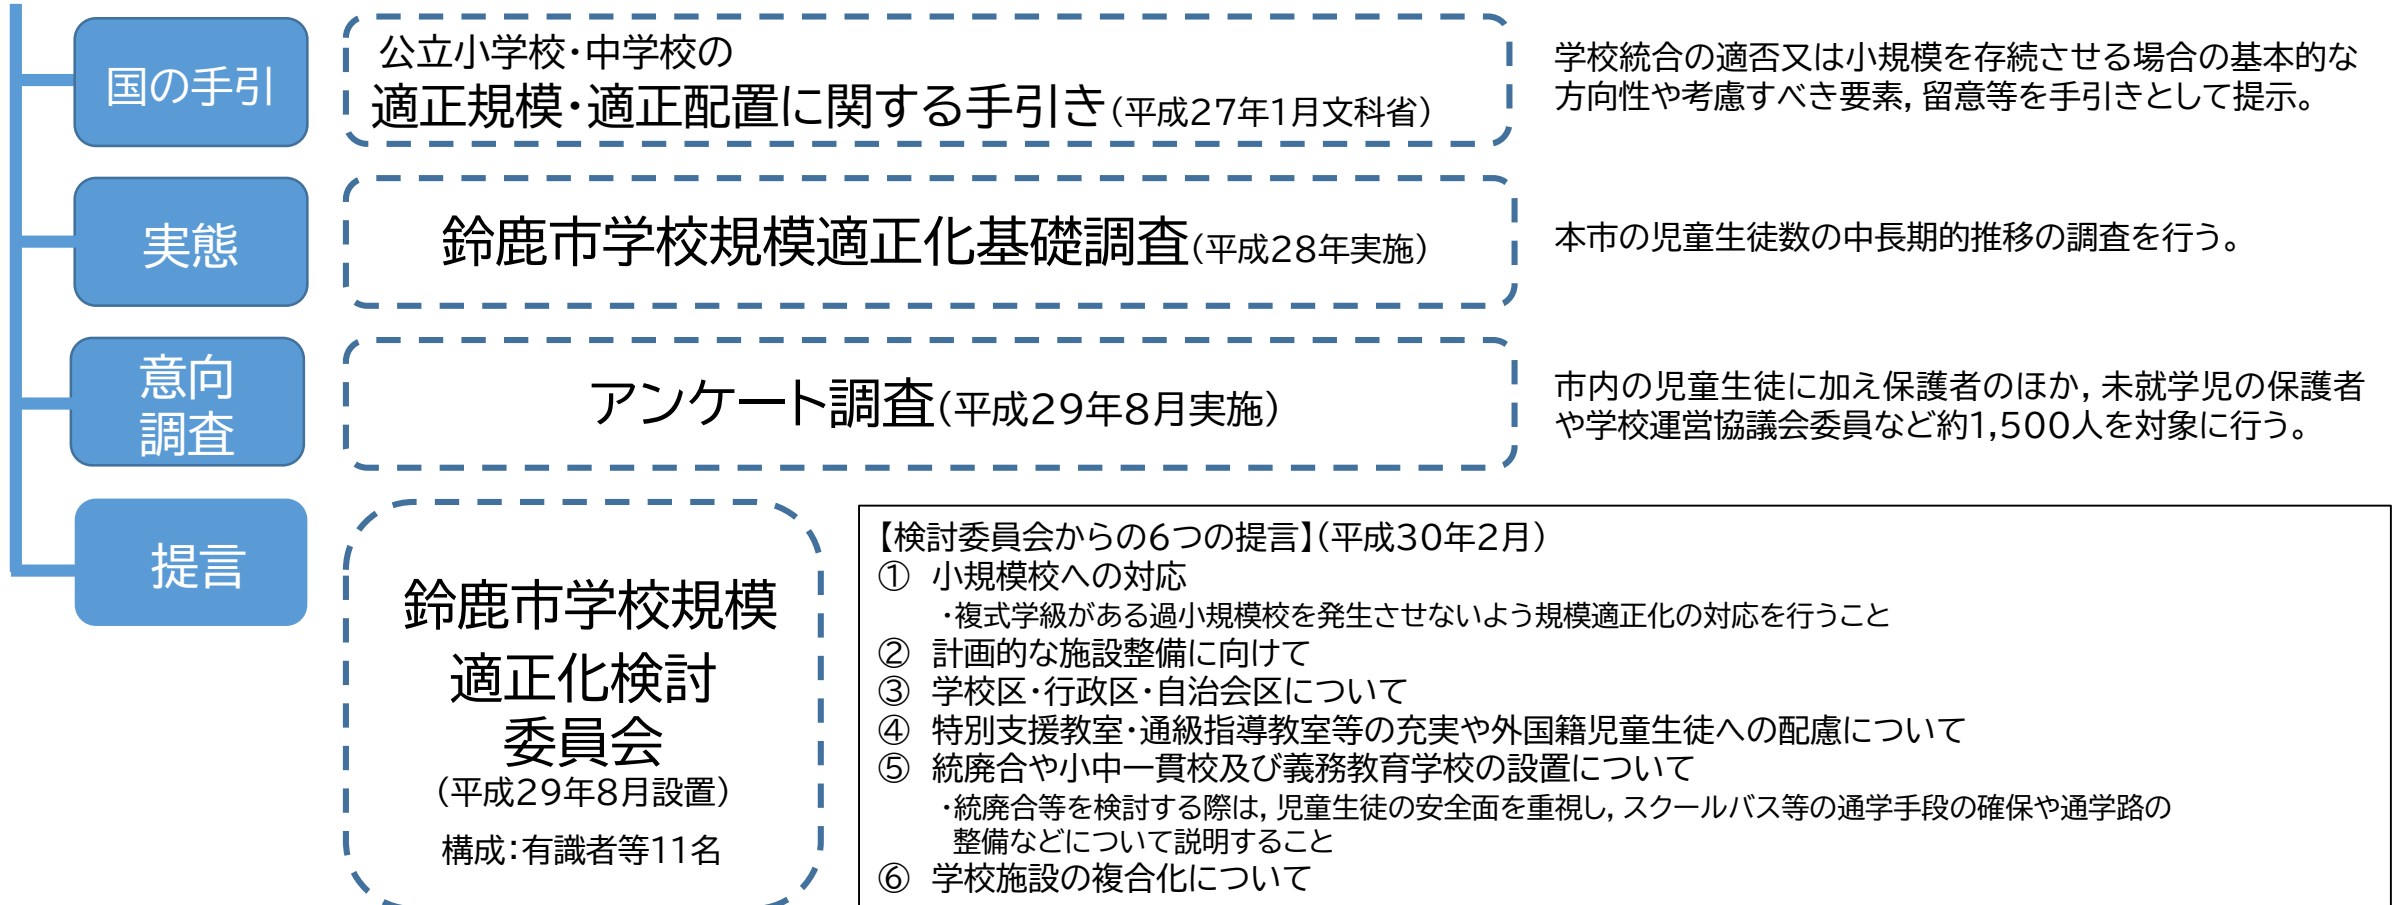 国の手引
公立小学校・中学校の
適正規模・適正配置に関する手引き(平成27年1月文科省)
学校統合の適否又は小規模を存続させる場合の基本的な
方向性や考慮すべき要素，留意等を手引きとして提示。
実態
鈴鹿市学校規模適正化基礎調査(平成28年実施)
本市の児童生徒数の中長期的推移の調査を行う。
意向
調査
アンケート調査(平成29年8月実施)
市内の児童生徒に加え保護者のほか，未就学児の保護者
や学校運営協議会委員など約1,500人を対象に行う。
提言
鈴鹿市学校規模
適正化検討
委員会
(平成29年8月設置)
構成：有識者等11名
【検討委員会からの6つの提言】(平成30年2月)
① 小規模校への対応
・複式学級がある過小規模校を発生させないよう規模適正化の対応を行うこと
② 計画的な施設整備に向けて
③ 学校区・行政区・自治会区について
④ 特別支援教室・通級指導教室等の充実や外国籍児童生徒への配慮について
⑤ 統廃合や小中一貫校及び義務教育学校の設置について
・統廃合等を検討する際は，児童生徒の安全面を重視し，スクールバス等の通学手段の確保や通学路の
整備などについて説明すること
⑥ 学校施設の複合化について